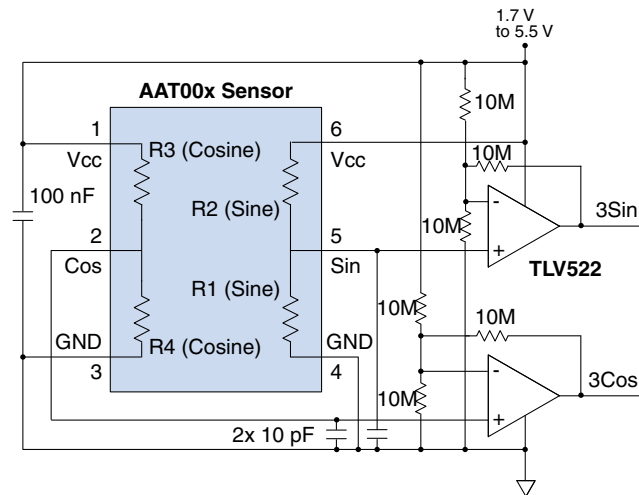 1.7 V
to 5.5 V
AAT00x Sensor
10M
1
6
Vcc
R3 (Cosine)
Vcc
10M
100 nF
R2 (Sine)
-
3Sin
2
5
10M
+
Cos
Sin
TLV522
R1 (Sine)
10M
10M
GND
R4 (Cosine)
GND
-
3Cos
3
4
10M
+
2x 10 pF